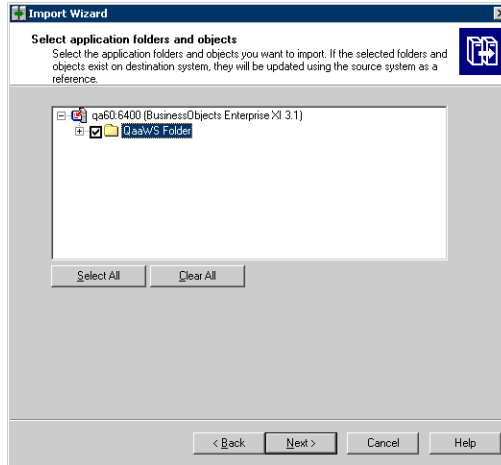 Import Wizard
Select application folders and objects
Select the application folders and objects you want to import. If the selected folders and
objects exist on destination system, they will be updated using the source system as a
reference.
qa60:6400 (BusinessObjects Enterprise XI 3.1)
QaaWS Folder
Select All
Clear All
< Back
Next >
Cancel
Help